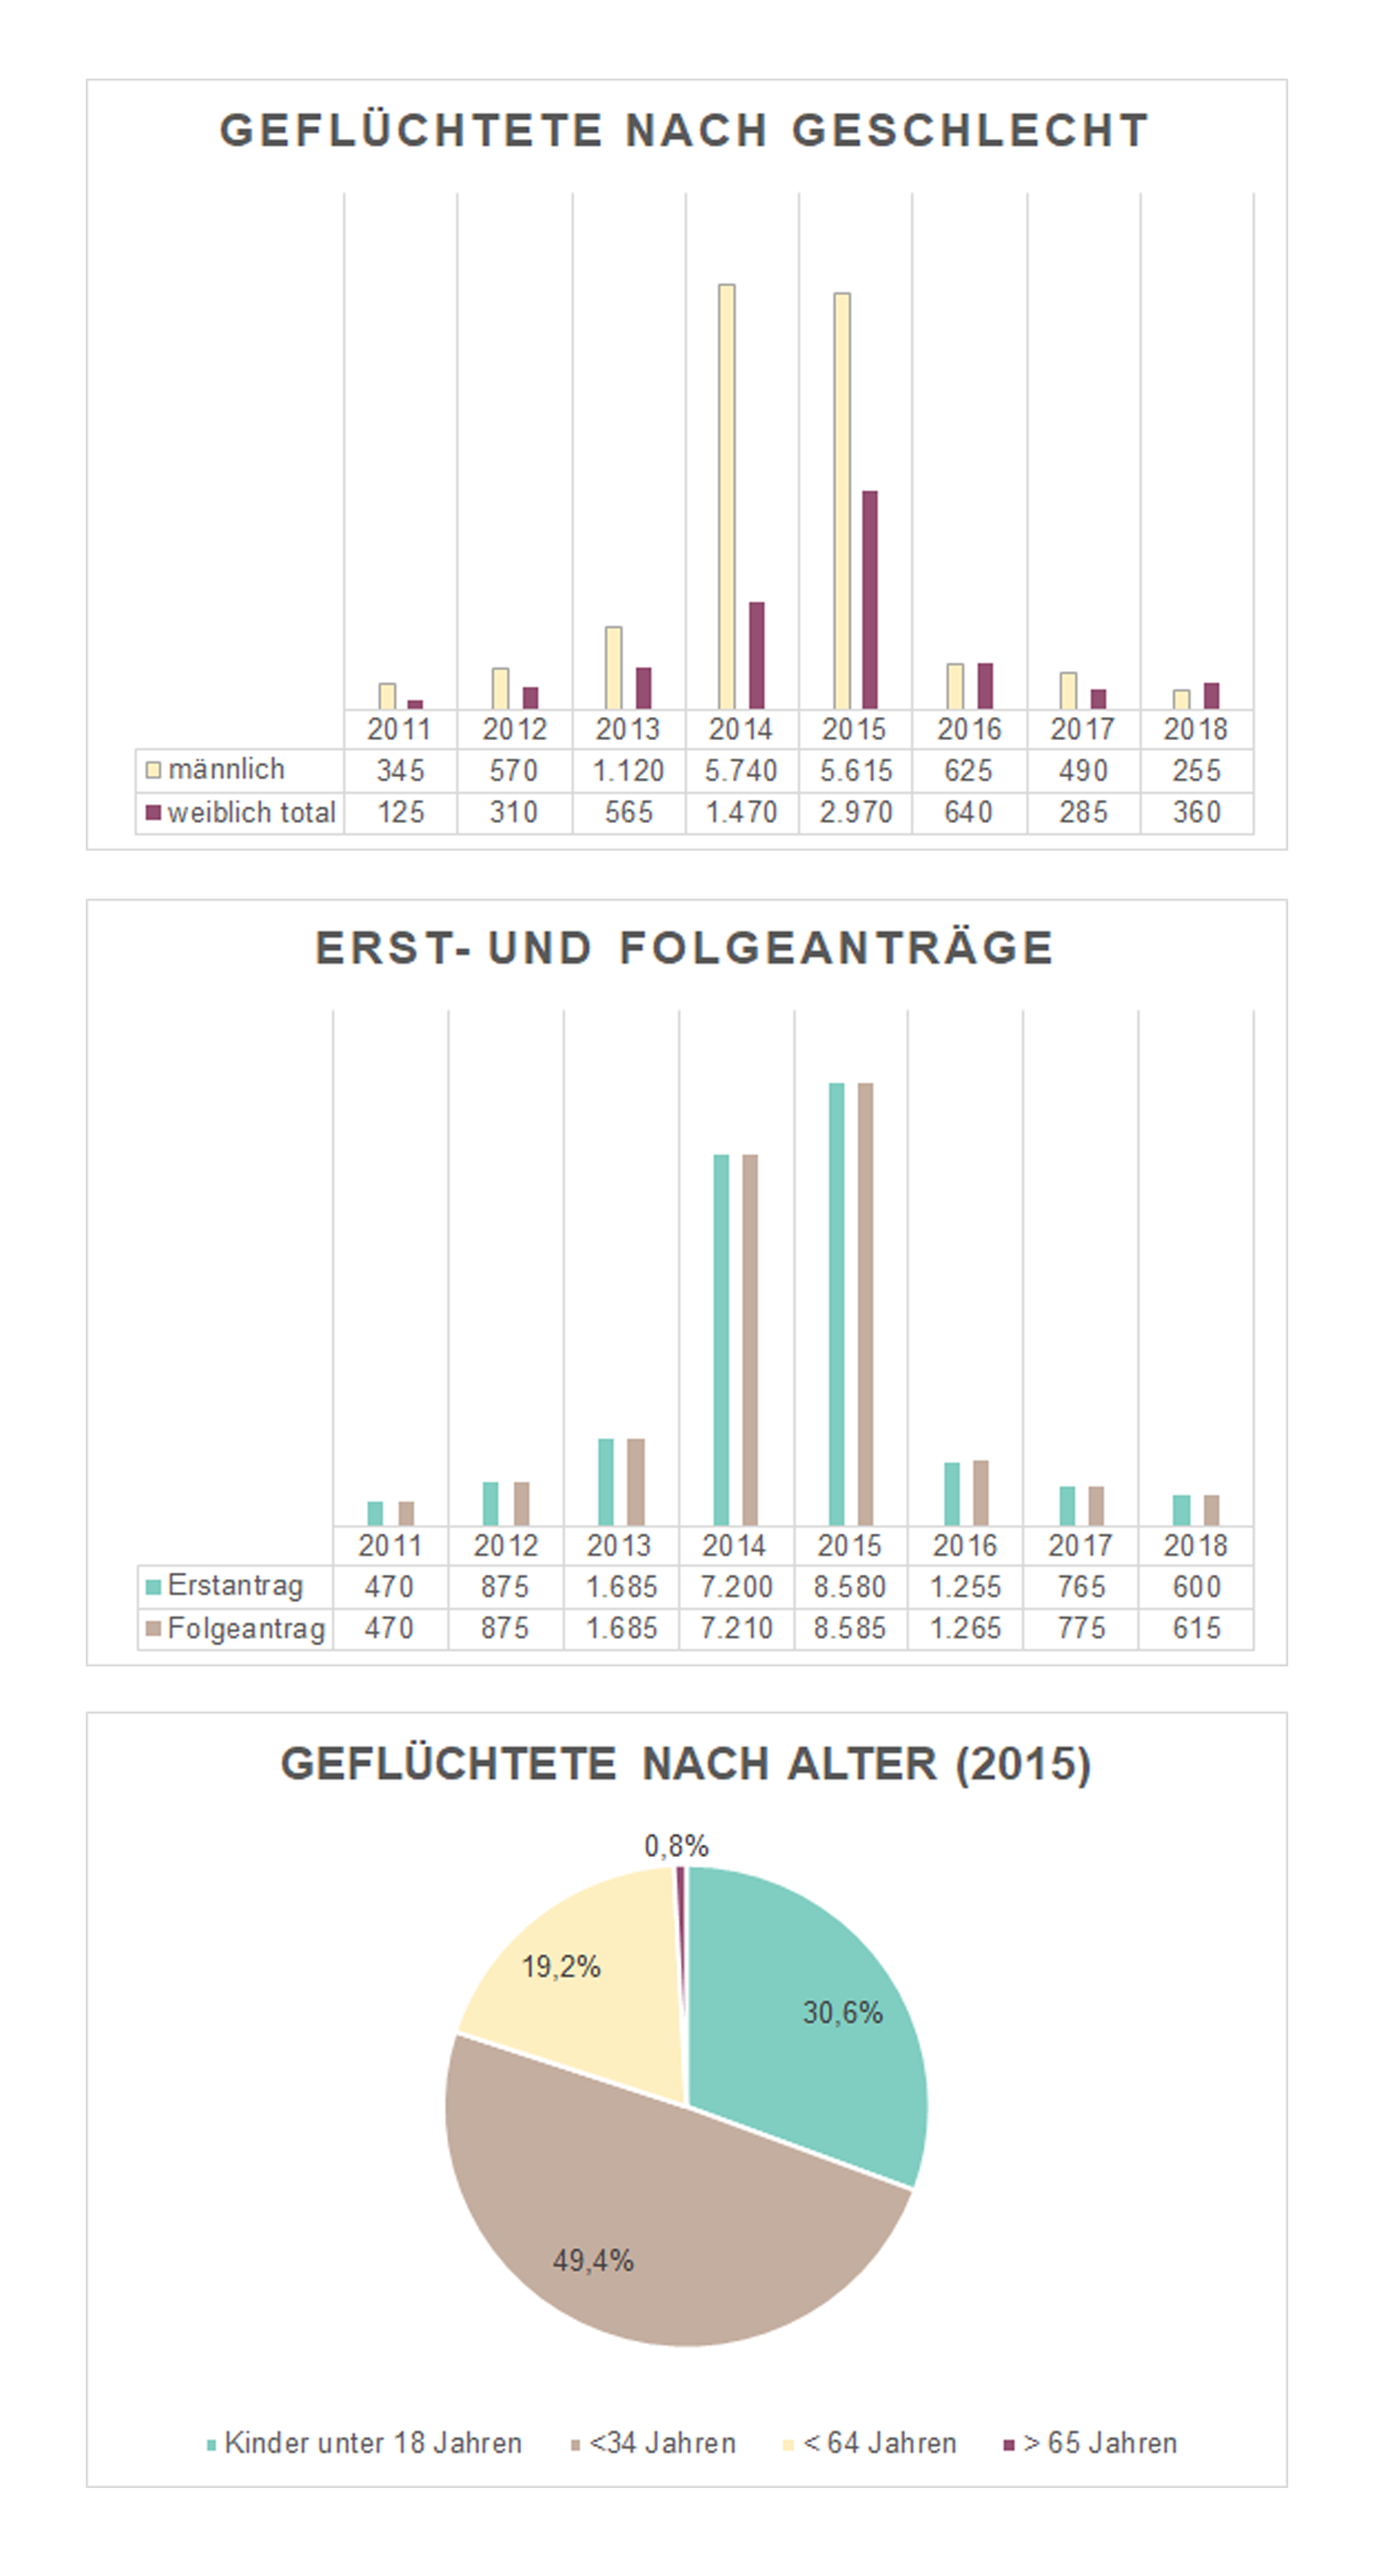 GEFLÜCHTETE NACH GESCHLECHT
2011 2012 2013 2014 2015 2016 2017 2018
männlich 345 570 1.120 5.740 5.615 625 490 255
weiblich total 125 310 565 1.470 2.970 640 285 360
ERST- UND FOLGEANTRÄGE
2011 2012 2013 2014 2015 2016 2017 2018
Erstantrag 470 875 1.685 7.200 8.580 1.255 765 600
Folgeantrag 470 875 1.685 7.210 8.585 1.265 775 615
GEFLÜCHTETE NACH ALTER (2015)
0,8%
19,2%
30,6%
49,4%
Kinder unter 18 Jahren <34 Jahren < 64 Jahren > 65 Jahren